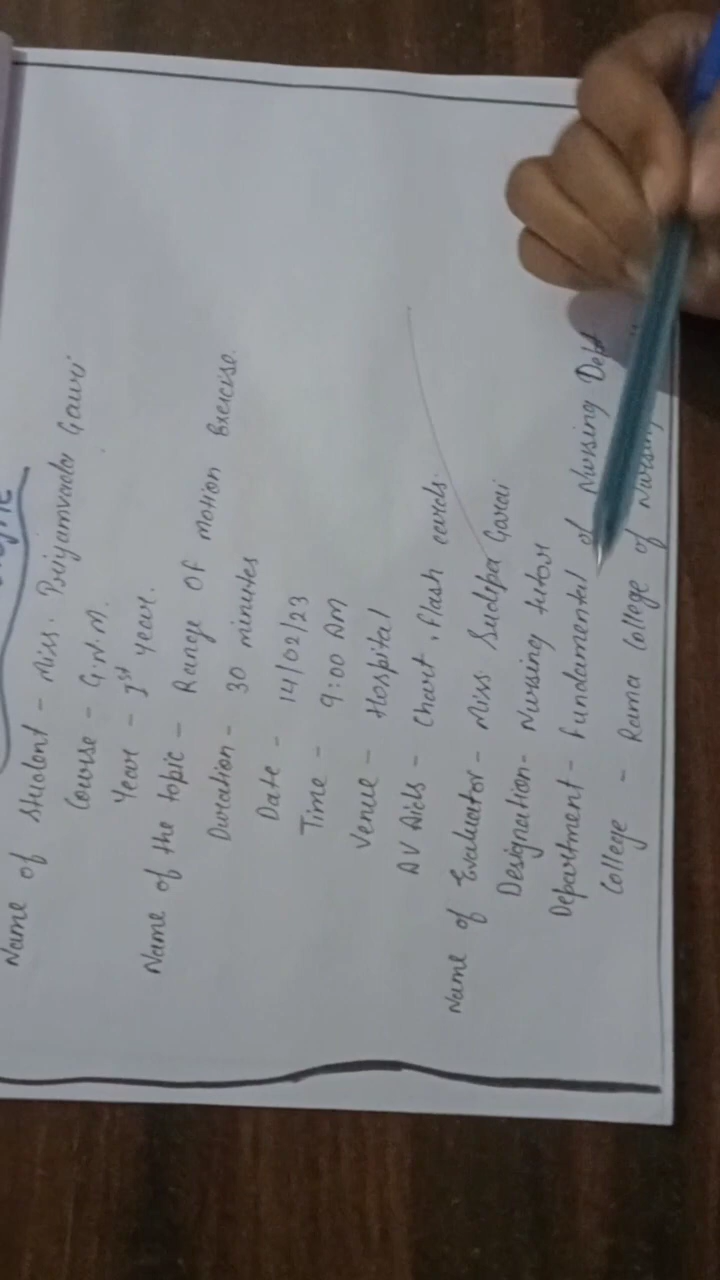 Name of student - Miss. Priyamvada Gawri
Course - G.N.M.
Year - 1st year.
Name of the topic - Range of motion Exercise.
Duration - 30 minutes
Date - 14/02/23
Time - 9:00 AM
Venue - Hospital
AV Aids - Chart, flash cards.
Name of Evaluator - Miss. Sudipa Garai
Designation - Nursing tutor
Department - fundamental of Nursing Dept
College - Rama College of Nursing